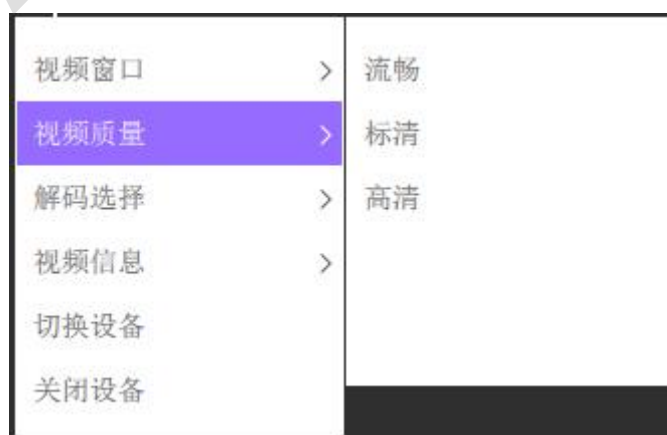 视频窗口
视频质量
解码选择
视频信息
切换设备
关闭设备
流畅
标清
高清